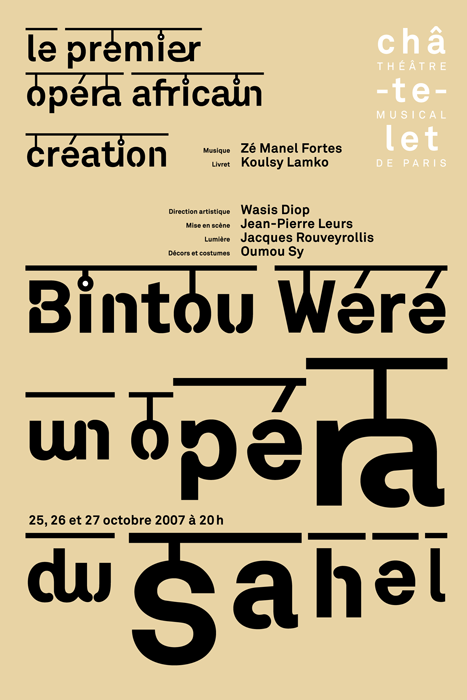 le premier
opéra africain
création
châ
THÉÂTRE
-te-
MUSICAL
let
DE PARIS
Musique Zé Manel Fortes
Livret Koulsy Lamko
Direction artistique Wasis Diop
Mise en scène Jean-Pierre Leurs
Lumière Jacques Rouveyrollis
Décors et costumes Oumou Sy
Bintou Wéré
un opéra
25, 26 et 27 octobre 2007 à 20 h
du Sahel